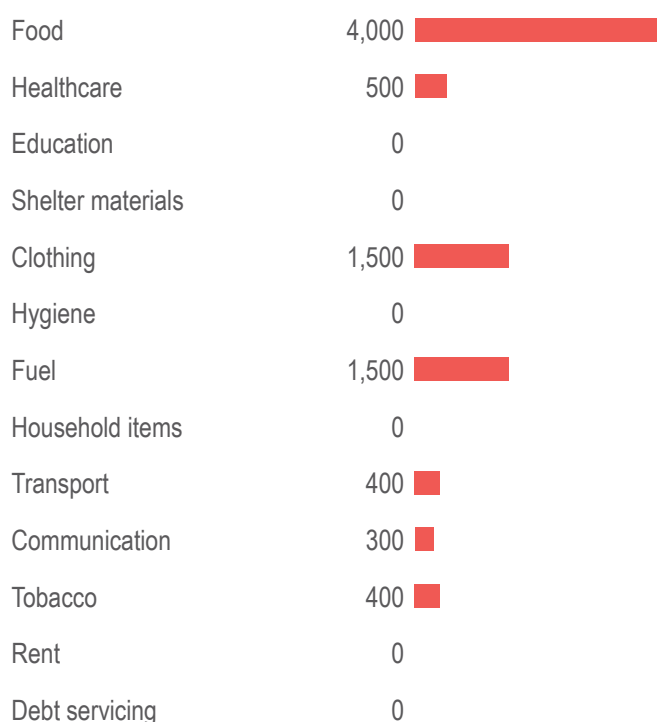 Food 4,000
Healthcare 500
Education 0
Shelter materials 0
Clothing 1,500
Hygiene 0
Fuel 1,500
Household items 0
Transport 400
Communication 300
Tobacco 400
Rent 0
Debt servicing 0